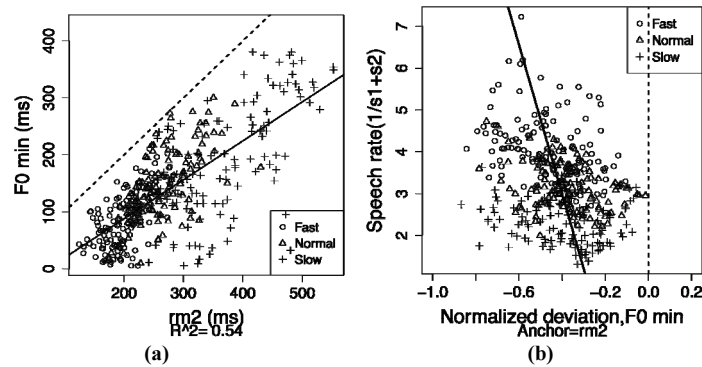 400
300
200
100
0
F0 min (ms)
200
300
400
500
rm2 (ms)
R^2= 0.54
Fast
Normal
Slow
(a)
7
6
5
4
3
2
Speech rate(1/s1+s2)
-1.0
-0.6
-0.2
0.0
0.2
Normalized deviation,F0 min
Anchor=rm2
Fast
Normal
Slow
(b)